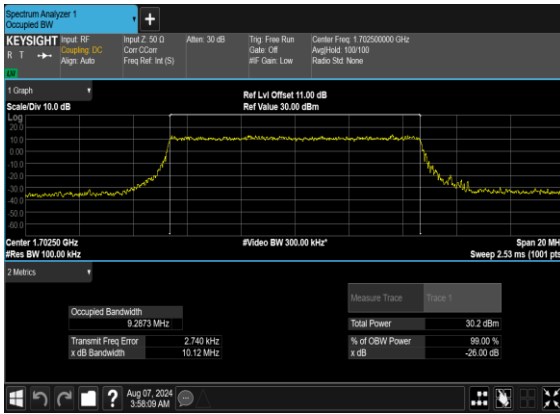 Spectrum Analyzer 1
Occupied BW
+
KEYSIGHT
R T
LXI
Input: RF
Coupling: DC
Align: Auto
Input Z: 50 Ω
Corr CCorr
Freq Ref: Int (S)
Atten: 30 dB
Trig: Free Run
Gate: Off
#IF Gain: Low
Center Freq: 1.702500000 GHz
Avg|Hold: 100/100
Radio Std: None
1 Graph
Scale/Div 10.0 dB
Ref Lvl Offset 11.00 dB
Ref Value 30.00 dBm
Log
20.0
10.0
0.00
-10.0
-20.0
-30.0
-40.0
-50.0
-60.0
Center 1.70250 GHz
#Res BW 100.00 kHz
#Video BW 300.00 kHz*
Span 20 MH
Sweep 2.53 ms (1001 pts
2 Metrics
Measure Trace
Trace 1
Occupied Bandwidth
9.2873 MHz
Total Power
30.2 dBm
Transmit Freq Error
2.740 kHz
% of OBW Power
99.00 %
x dB Bandwidth
10.12 MHz
x dB
-26.00 dB
?
Aug 07, 2024
3:58:09 AM